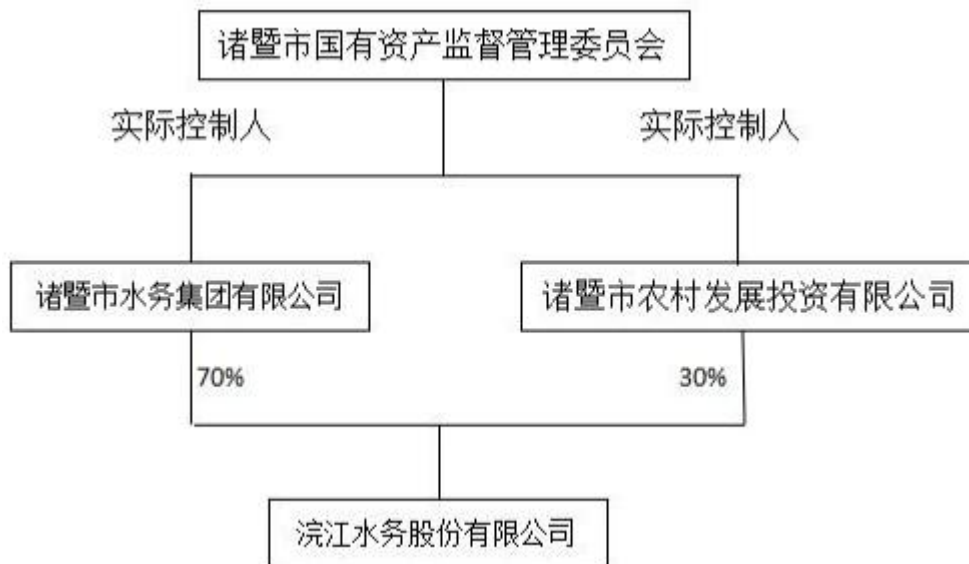 诸暨市国有资产监督管理委员会
实际控制人
实际控制人
诸暨市水务集团有限公司
诸暨市农村发展投资有限公司
70%
30%
浣江水务股份有限公司